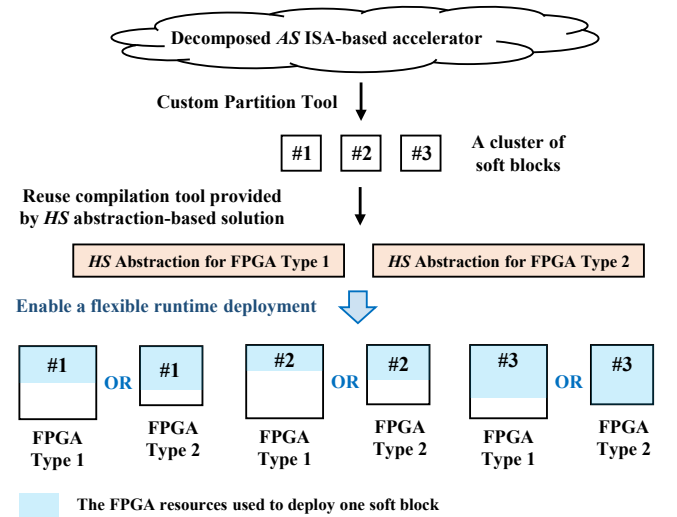 Decomposed AS ISA-based accelerator
Custom Partition Tool
#1 #2 #3
A cluster of
soft blocks
Reuse compilation tool provided
by HS abstraction-based solution
HS Abstraction for FPGA Type 1
HS Abstraction for FPGA Type 2
Enable a flexible runtime deployment
#1 OR #1 #2 OR #2 #3 OR #3
FPGA
Type 1
FPGA
Type 2
FPGA
Type 1
FPGA
Type 2
FPGA
Type 1
FPGA
Type 2
The FPGA resources used to deploy one soft block